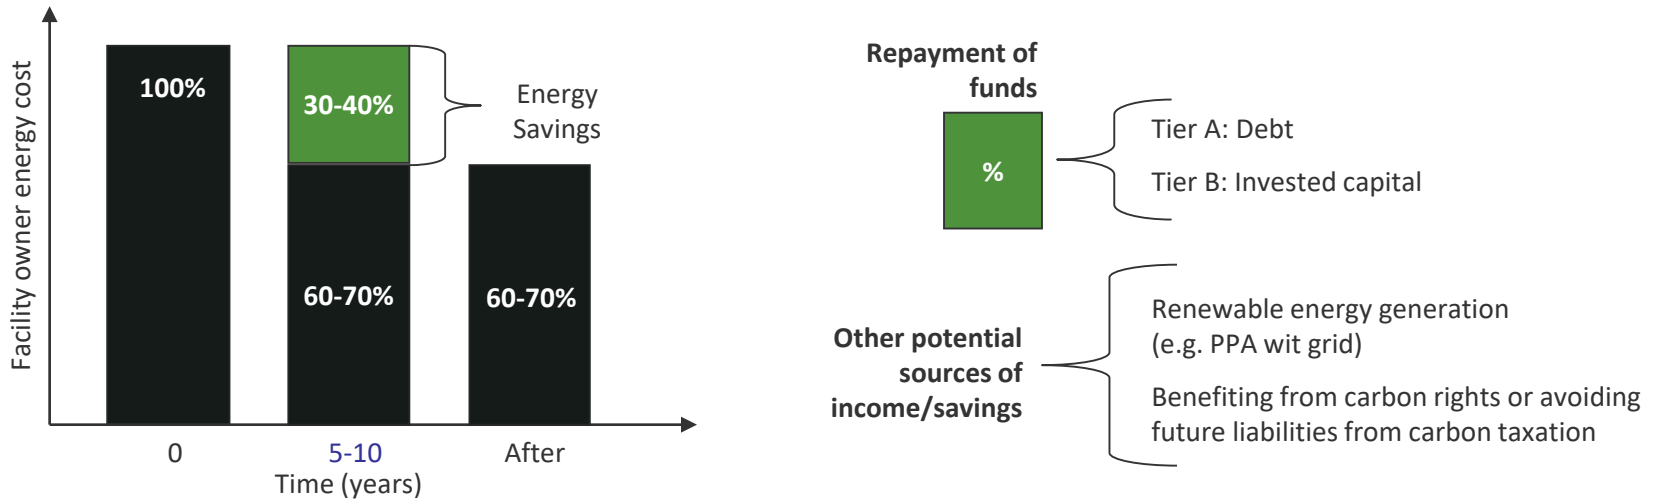 Facility owner energy cost
100%
30-40%
60-70%
60-70%
Energy
Savings
0
5-10
After
Time (years)
Repayment of
funds
%
Tier A: Debt
Tier B: Invested capital
Other potential
sources of
income/savings
Renewable energy generation
(e.g. PPA wit grid)
Benefiting from carbon rights or avoiding
future liabilities from carbon taxation